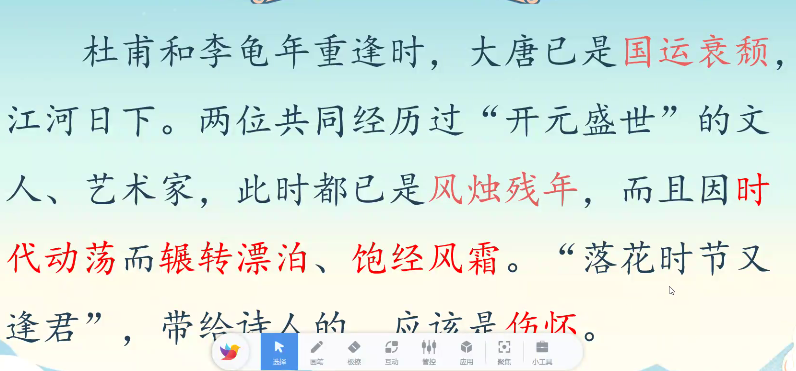 杜甫和李龟年重逢时，大唐已是国运衰颓，
江河日下。两位共同经历过“开元盛世”的文
人、艺术家，此时都已是风烛残年，而且因时
代动荡而辗转漂泊、饱经风霜。“落花时节又
逢君”，带给诗人的，应该是伤怀。
选择 画笔 板擦 互动 管控 应用 聚焦 小工具